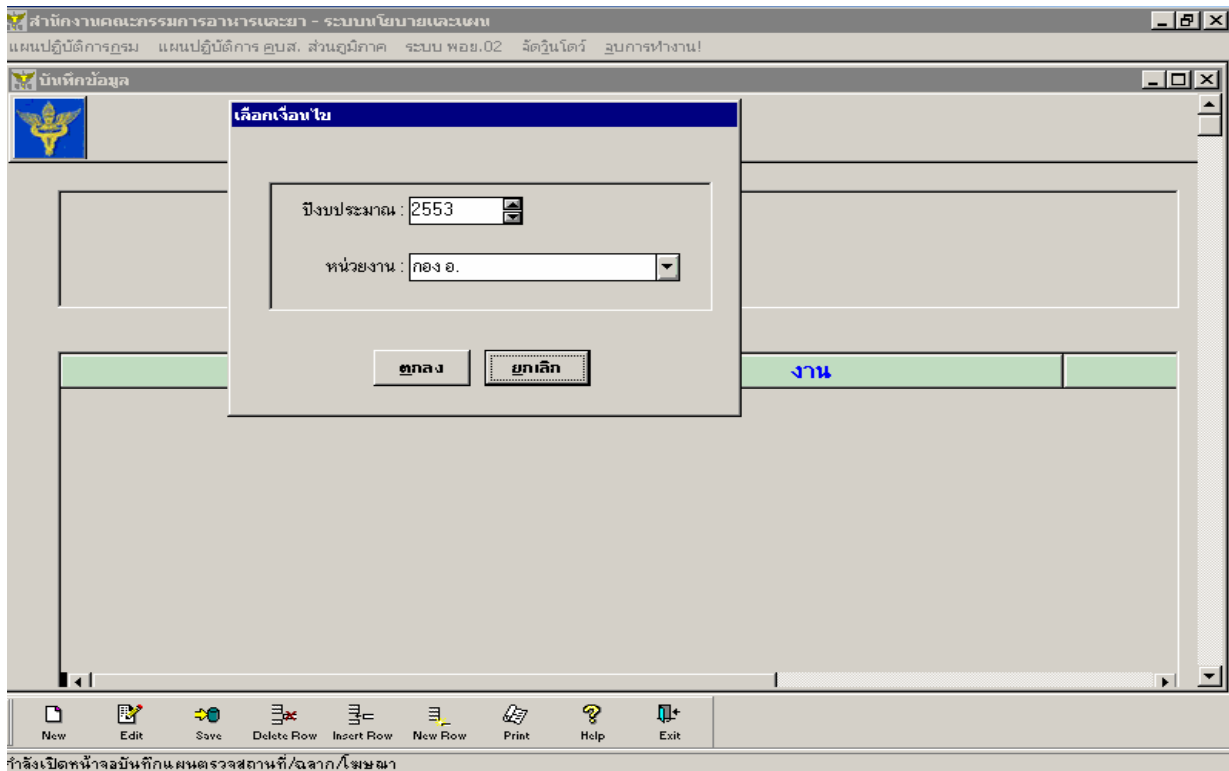 สำนักงานคณะกรรมการอาหารและยา - ระบบนโยบายและแผน
แผนปฏิบัติการกรม แผนปฏิบัติการ คบส. ส่วนภูมิภาค ระบบ พอย.02 จัดวินโดว์ จบการทำงาน!
บันทึกข้อมูล
เลือกเงื่อนไข
ปีงบประมาณ : 2553
หน่วยงาน : กอง อ.
ตกลง ยกเลิก
งาน
New Edit Save Delete Row Insert Row New Row Print Help Exit
กำลังเปิดหน้าจอบันทึกแผนตรวจสถานที่/ฉลาก/โฆษณา